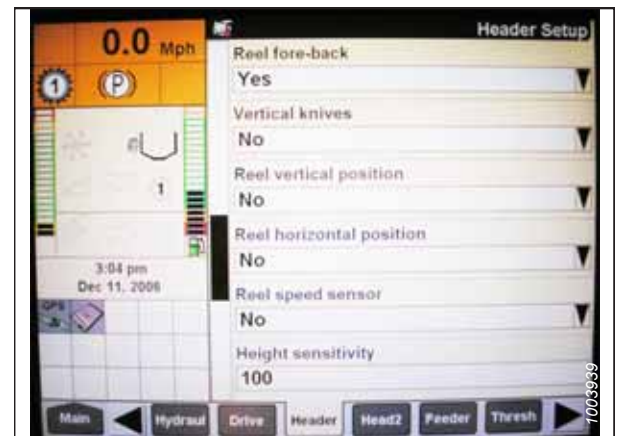 0.0 Mph
Header Setup
Reel fore-back
Yes
Vertical knives
No
Reel vertical position
No
Reel horizontal position
No
Reel speed sensor
No
Height sensitivity
100
1
(P)
1
3:04 pm
Dec 11, 2006
GPS
Main
Hydraul
Drive
Header
Head2
Feeder
Thresh
1003939